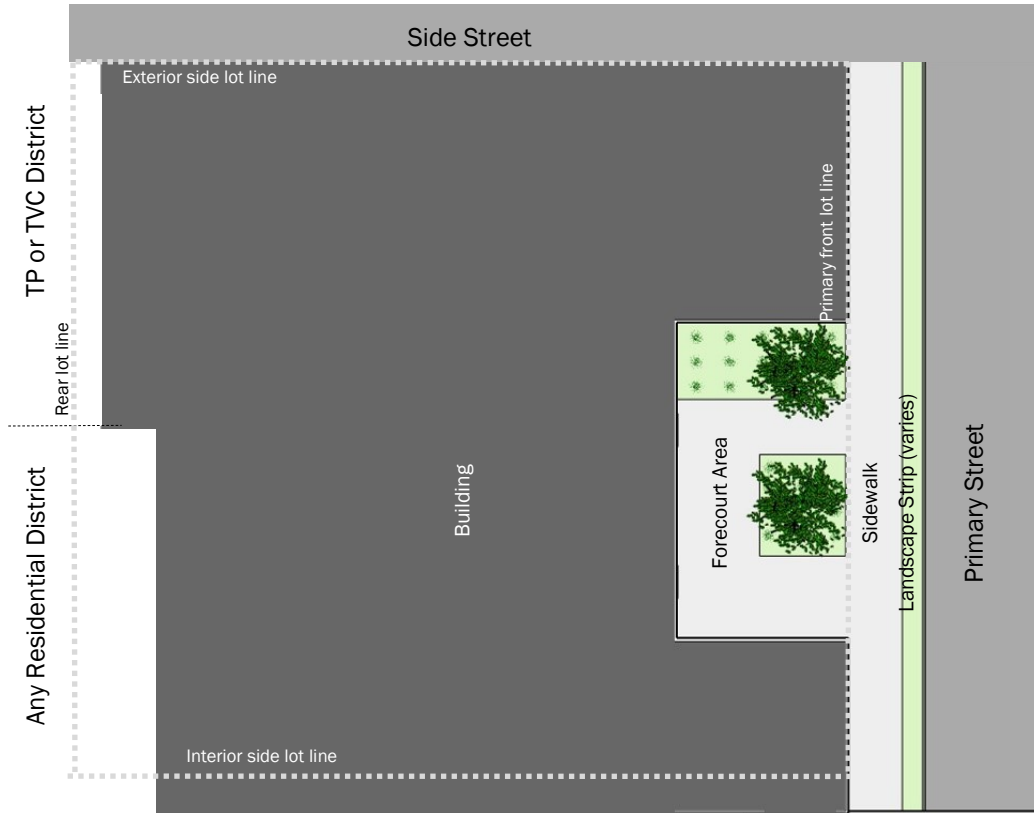 Side Street
Exterior side lot line
TP or TVC District
Primary front lot line
Rear lot line
Building
Forecourt Area
Sidewalk
Landscape Strip (varies)
Primary Street
Any Residential District
Interior side lot line